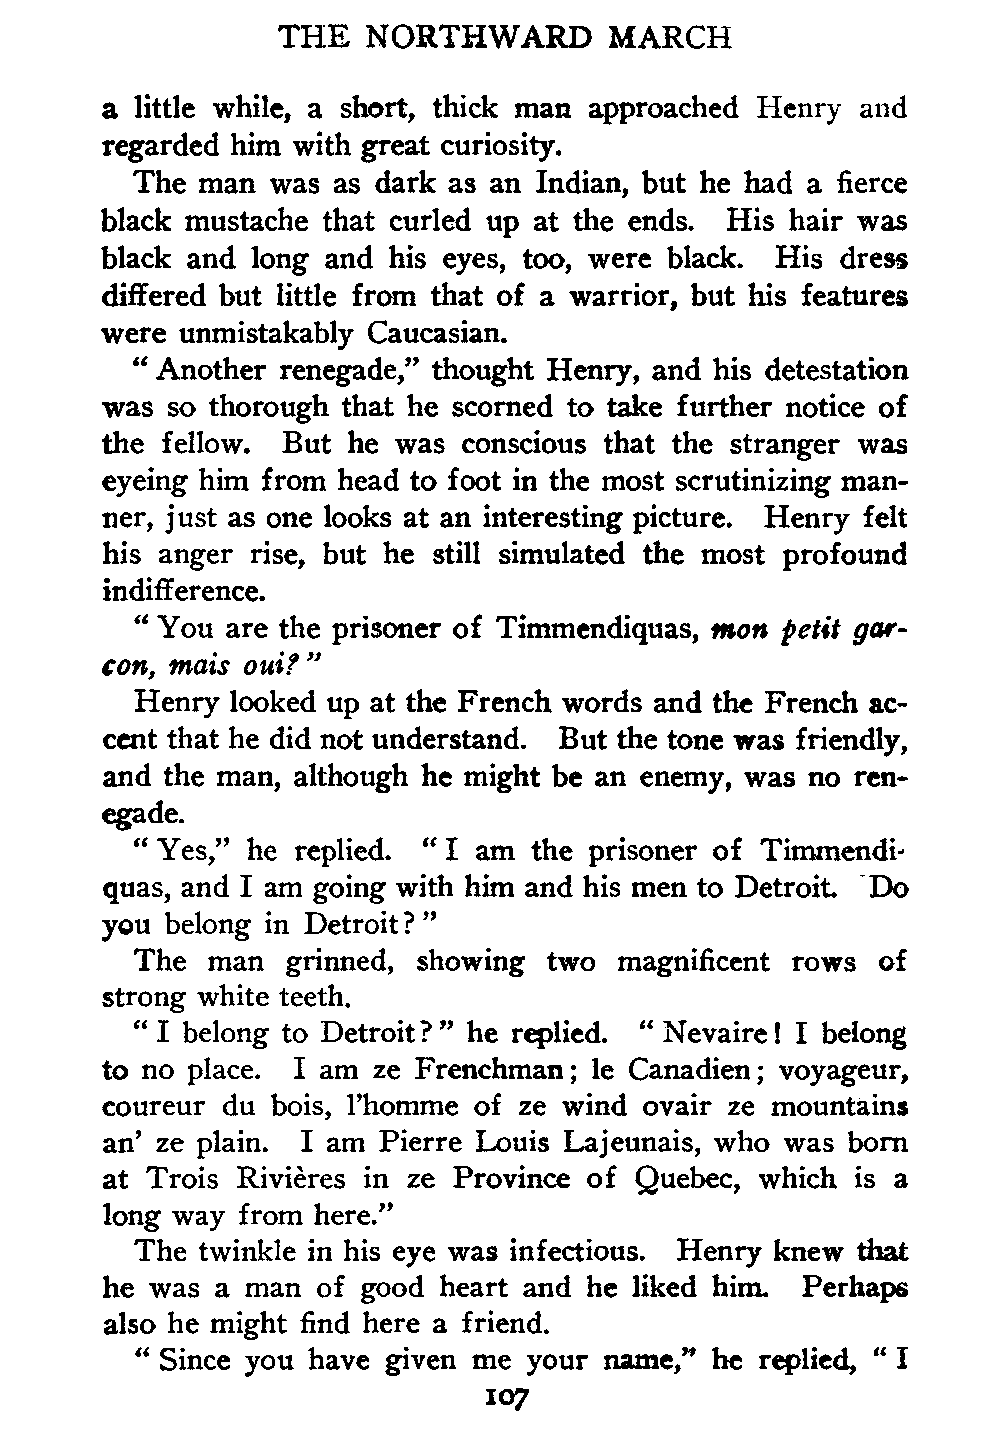 THE NORTHWARD MARCH
a little while, a short, thick man approached Henry and
regarded him with great curiosity.
The man was as dark as an Indian, but he had a fierce
black mustache that curled up at the ends. His hair was
black and long and his eyes, too, were black. His dress
differed but little from that of a warrior, but his features
were unmistakably Caucasian.
“ Another renegade,” thought Henry, and his detestation
was so thorough that he scorned to take further notice of
the fellow. But he was conscious that the stranger was
eyeing him from head to foot in the most scrutinizing man-
ner, just as one looks at an interesting picture. Henry felt
his anger rise, but he still simulated the most profound
indifference.
“ You are the prisoner of Timmendiquas, mon petit gar-
con, mais oui? ”
Henry looked up at the French words and the French ac-
cent that he did not understand. But the tone was friendly,
and the man, although he might be an enemy, was no ren-
egade.
“ Yes,” he replied. “ I am the prisoner of Timmendi-
quas, and I am going with him and his men to Detroit. Do
you belong in Detroit? ”
The man grinned, showing two magnificent rows of
strong white teeth.
“ I belong to Detroit? ” he replied. “ Nevaire! I belong
to no place. I am ze Frenchman; le Canadien; voyageur,
coureur du bois, l’homme of ze wind ovair ze mountains
an’ ze plain. I am Pierre Louis Lajeunais, who was born
at Trois Rivières in ze Province of Quebec, which is a
long way from here.”
The twinkle in his eye was infectious. Henry knew that
he was a man of good heart and he liked him. Perhaps
also he might find here a friend.
“ Since you have given me your name,” he replied, “ I
107